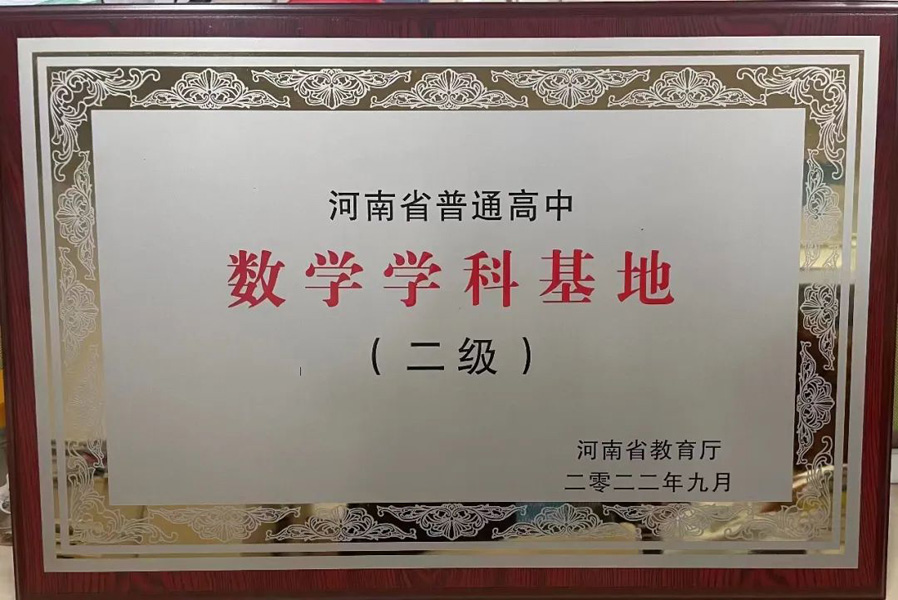 河南省普通高中
数学学科基地
（二级）
河南省教育厅
二零二二年九月